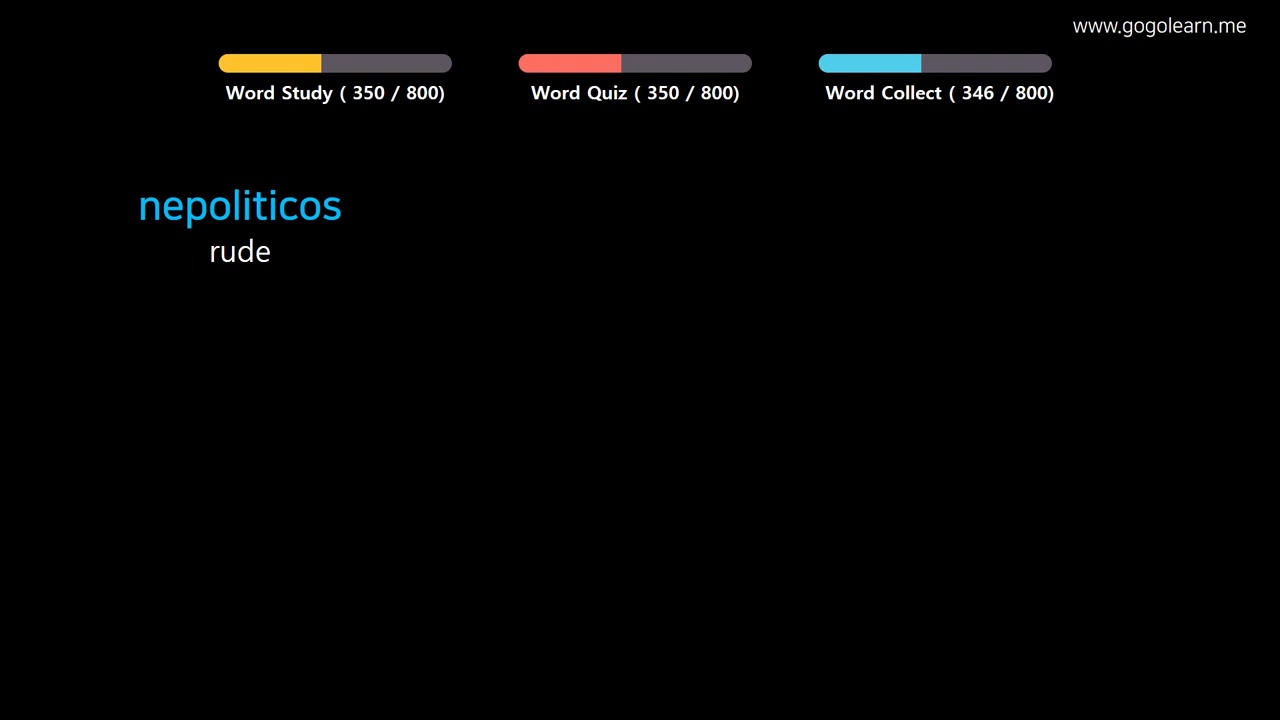 www.gogolearn.me
Word Study ( 350 / 800)
Word Quiz ( 350 / 800)
Word Collect ( 346 / 800)
nepoliticos
rude